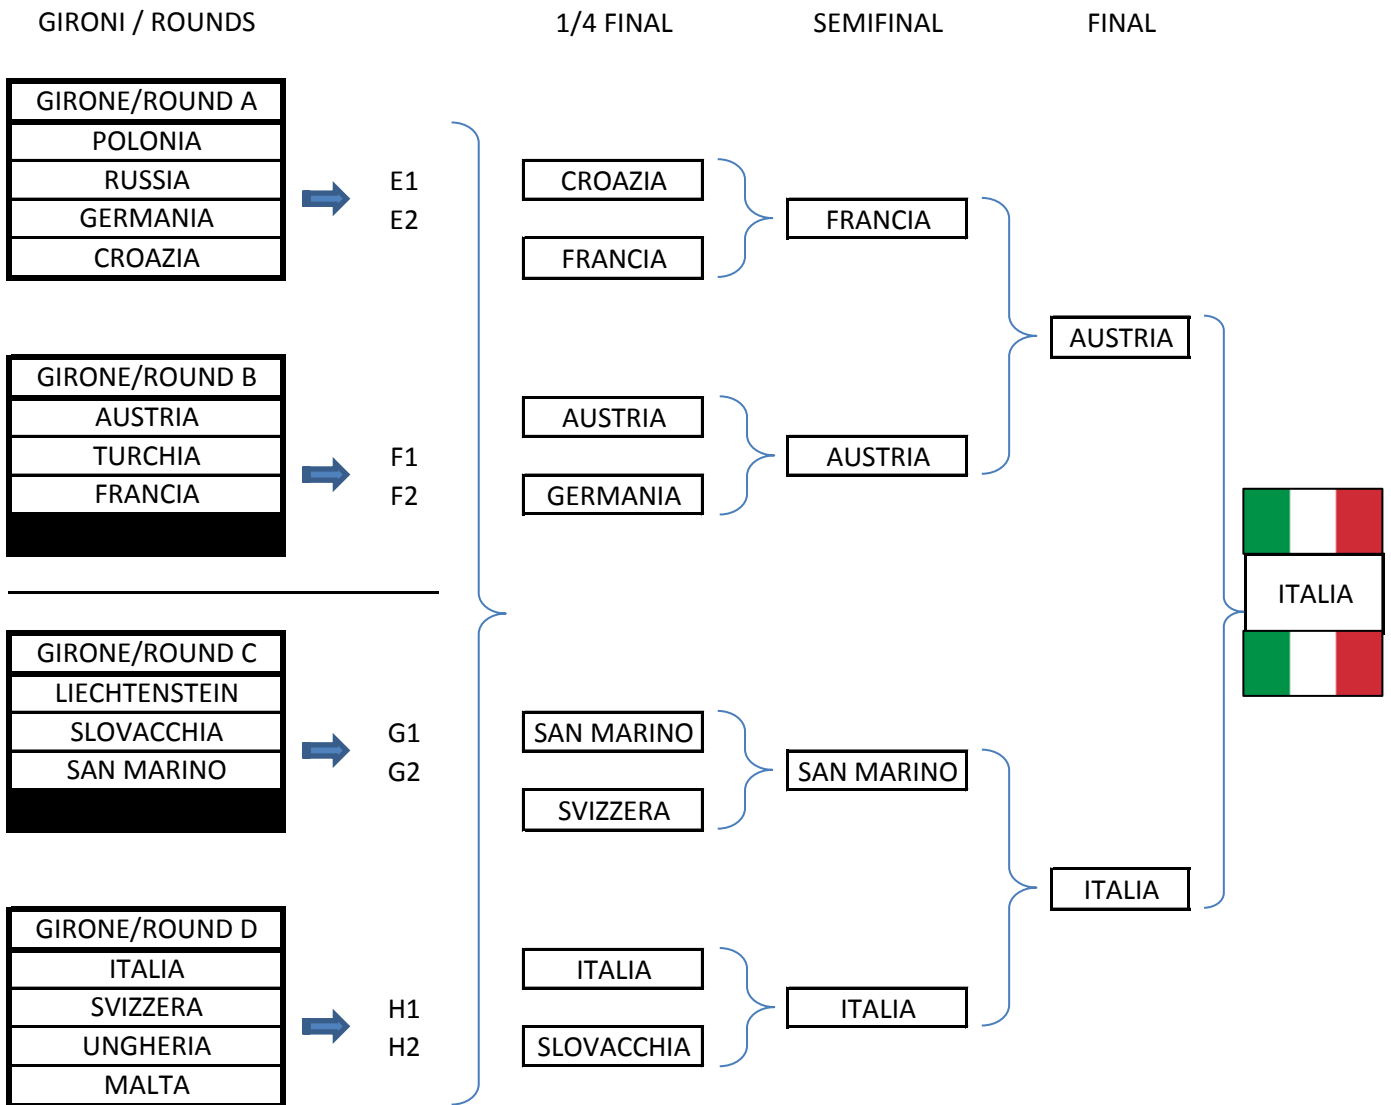 GIRONI / ROUNDS
1/4 FINAL
SEMIFINAL
FINAL
GIRONE/ROUND A
POLONIA
RUSSIA
GERMANIA
CROAZIA
E1
E2
GIRONE/ROUND B
AUSTRIA
TURCHIA
FRANCIA
F1
F2
GIRONE/ROUND C
LIECHTENSTEIN
SLOVACCHIA
SAN MARINO
G1
G2
GIRONE/ROUND D
ITALIA
SVIZZERA
UNGHERIA
MALTA
H1
H2
CROAZIA
FRANCIA
AUSTRIA
GERMANIA
SAN MARINO
SVIZZERA
ITALIA
SLOVACCHIA
FRANCIA
AUSTRIA
SAN MARINO
ITALIA
AUSTRIA
ITALIA
ITALIA